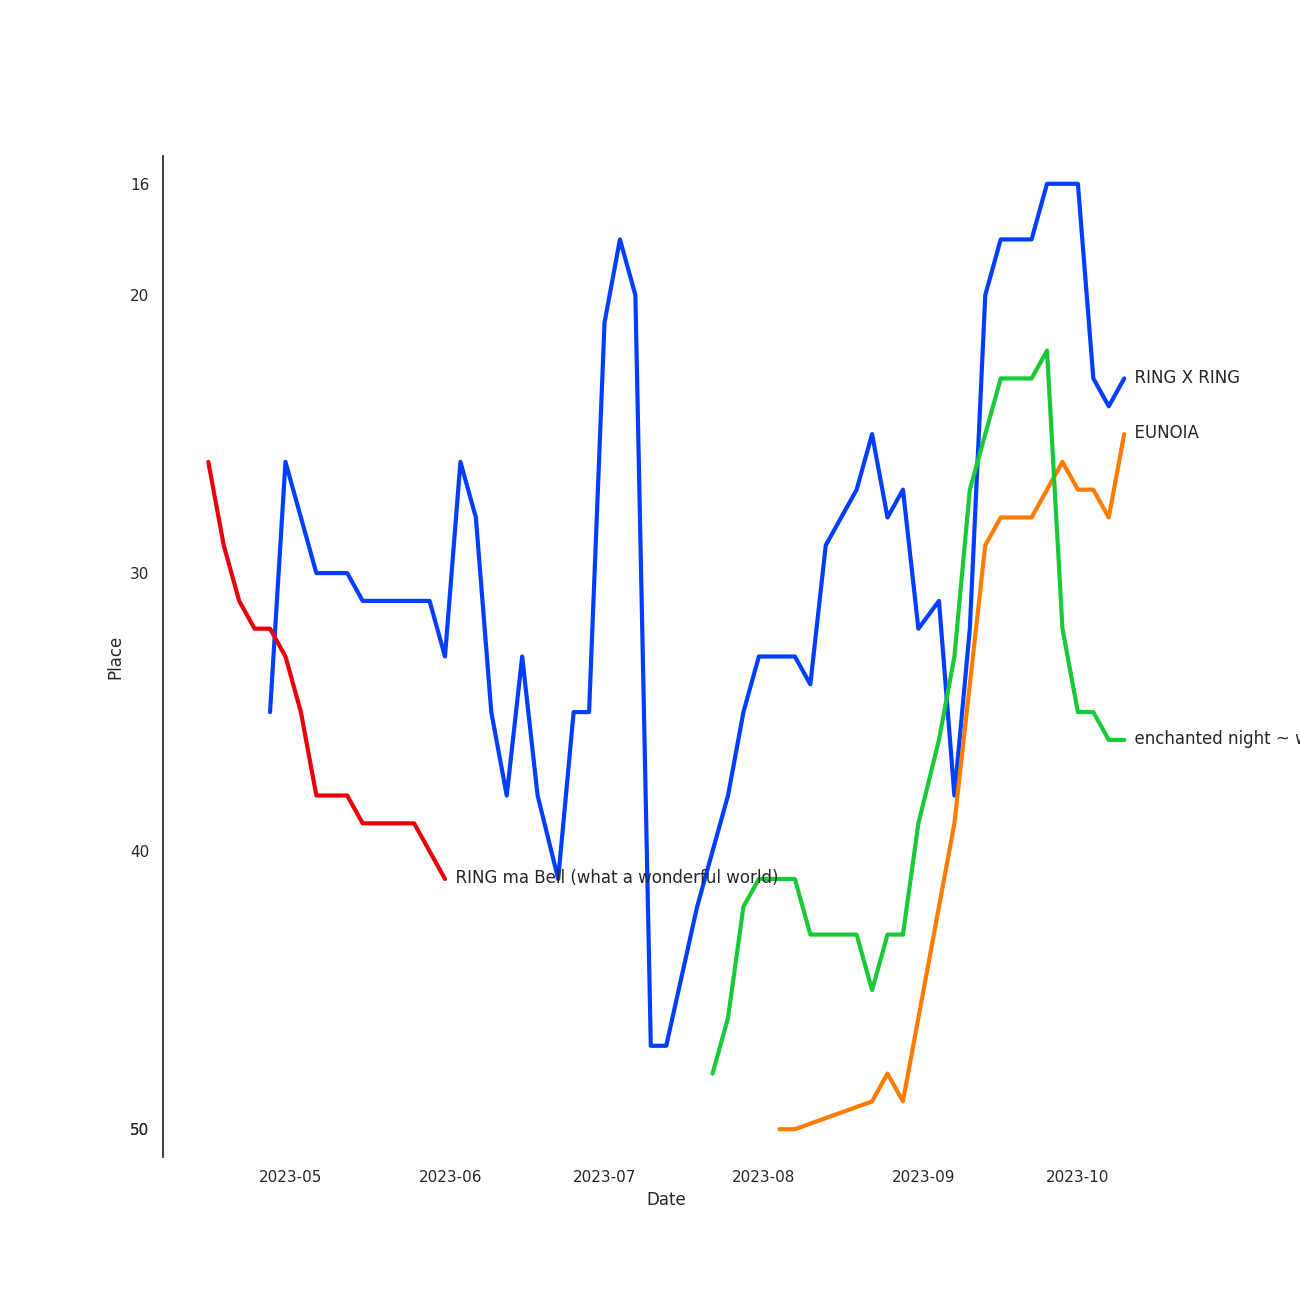 16
20
RING X RING
EUNOIA
30
Place
enchanted night ~
40
RING ma Bell (what a wonderful world)
50
2023-05 2023-06 2023-07 2023-08 2023-09 2023-10
Date